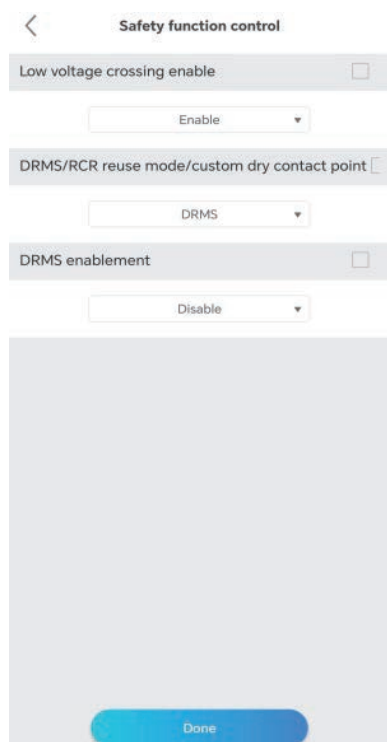 Safety function control
Low voltage crossing enable
Enable
DRMS/RCR reuse mode/custom dry contact point
DRMS
DRMS enablement
Disable
Done